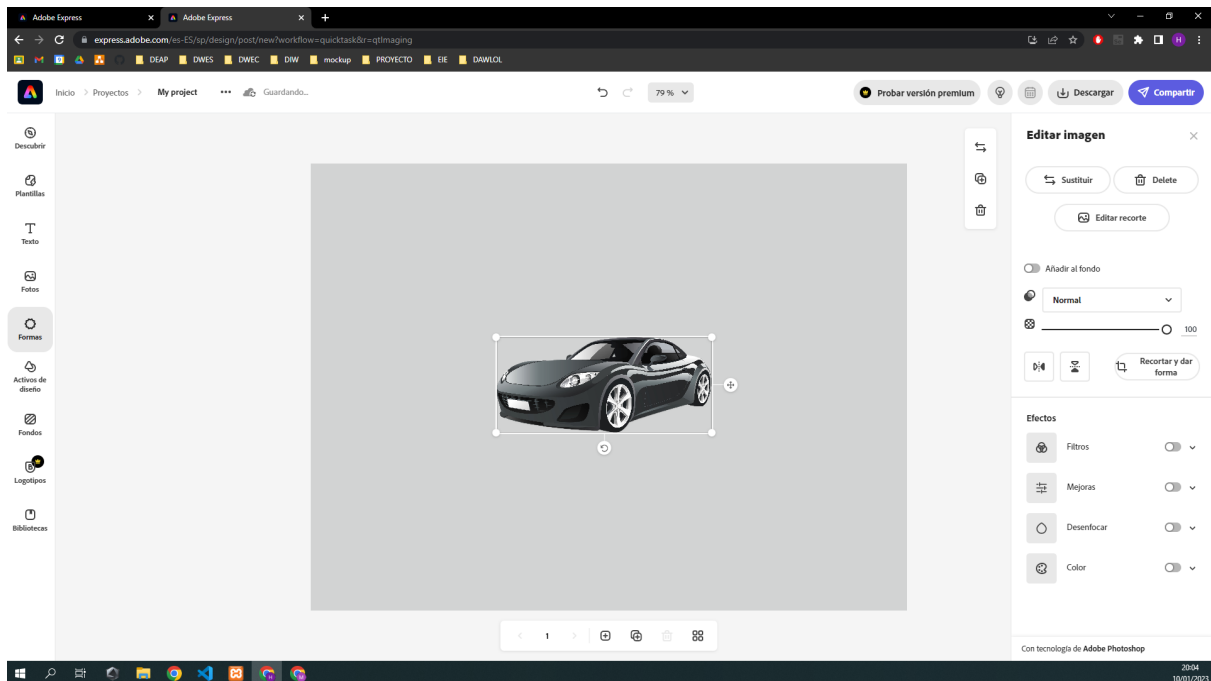 Adobe Express
Adobe Express
express.adobe.com/es-ES/sp/design/post/new?workflow=quicktask&r=qtImaging
H
DEAP DWES DWEC DIW mockup PROYECTO EIE DAWLOL
Inicio > Proyectos > My project ••• Guardando...
79 %
Probar versión premium
Descargar
Compartir
Descubrir
Plantillas
Texto
Fotos
Formas
Activos de
diseño
Fondos
Logotipos
Bibliotecas
1
Editar imagen
Sustituir
Delete
Editar recorte
Añadir al fondo
Normal
100
Recortar y dar
forma
Efectos
Filtros
Mejoras
Desenfocar
Color
Con tecnología de Adobe Photoshop
20:04
10/01/2023